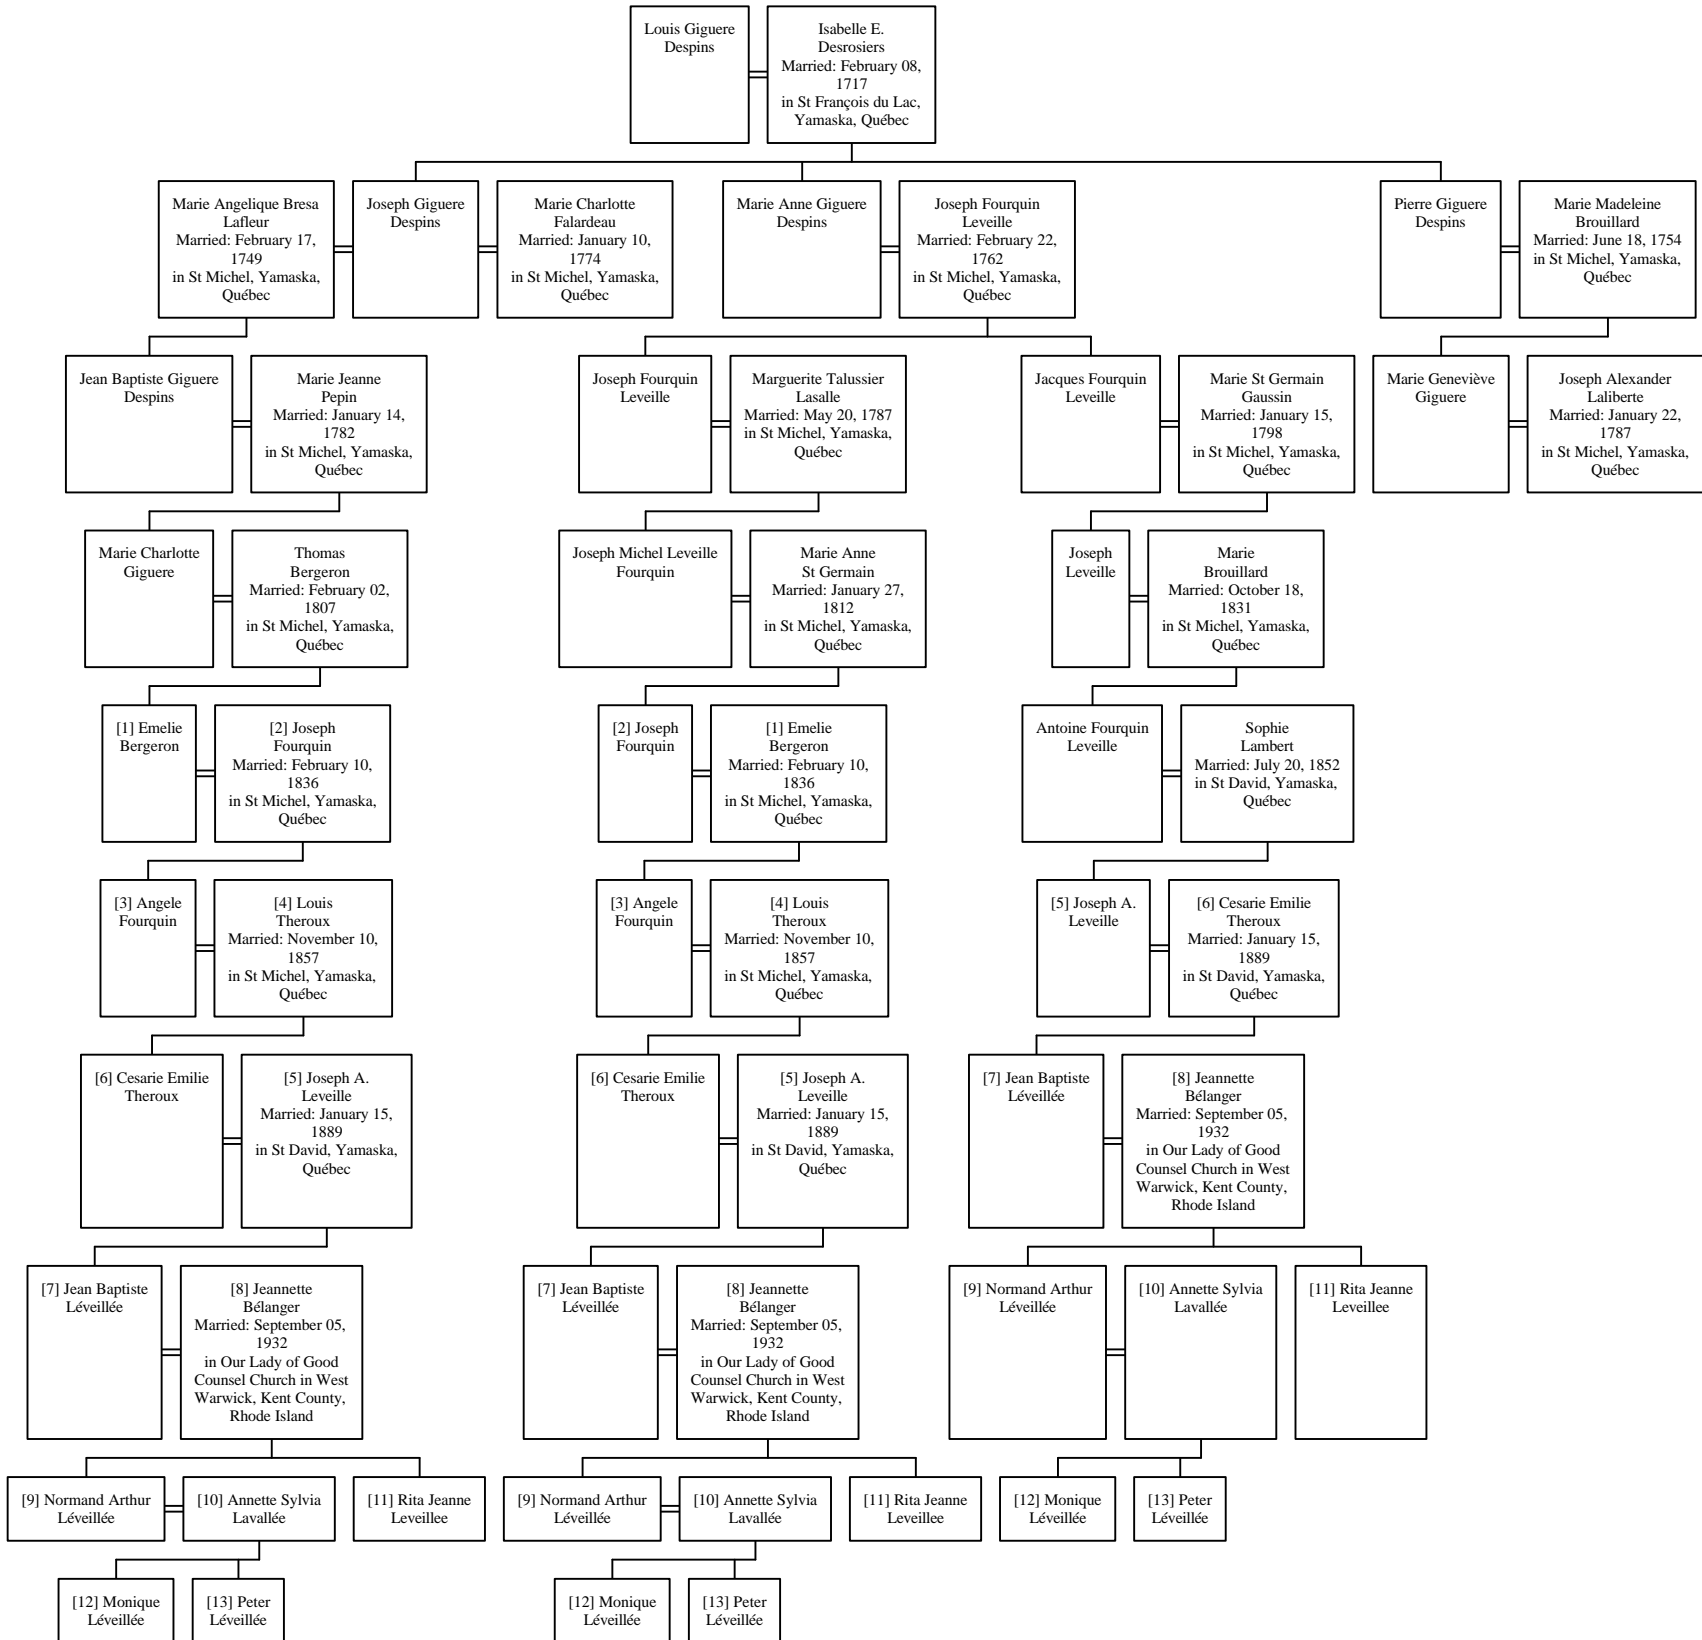 Louis Giguere
Despins
Isabelle E.
Desrosiers
Married: February 08,
1717
in St François du Lac,
Yamaska, Québec
Marie Angelique Bresa
Lafleur
Married: February 17,
1749
in St Michel, Yamaska,
Québec
Joseph Giguere
Despins
Marie Charlotte
Falardeau
Married: January 10,
1774
in St Michel, Yamaska,
Québec
Marie Anne Giguere
Despins
Joseph Fourquin
Leveille
Married: February 22,
1762
in St Michel, Yamaska,
Québec
Pierre Giguere
Despins
Marie Madeleine
Brouillard
Married: June 18, 1754
in St Michel, Yamaska,
Québec
Jean Baptiste Giguere
Despins
Marie Jeanne
Pepin
Married: January 14,
1782
in St Michel, Yamaska,
Québec
Joseph Fourquin
Leveille
Marguerite Talussier
Lasalle
Married: May 20, 1787
in St Michel, Yamaska,
Québec
Jacques Fourquin
Leveille
Marie St Germain
Gaussin
Married: January 15,
1798
in St Michel, Yamaska,
Québec
Marie Geneviève
Giguere
Joseph Alexander
Laliberte
Married: January 22,
1787
in St Michel, Yamaska,
Québec
Marie Charlotte
Giguere
Thomas
Bergeron
Married: February 02,
1807
in St Michel, Yamaska,
Québec
Joseph Michel Leveille
Fourquin
Marie Anne
St Germain
Married: January 27,
1812
in St Michel, Yamaska,
Québec
Joseph
Leveille
Marie
Brouillard
Married: October 18,
1831
in St Michel, Yamaska,
Québec
[1] Emelie
Bergeron
[2] Joseph
Fourquin
Married: February 10,
1836
in St Michel, Yamaska,
Québec
[2] Joseph
Fourquin
[1] Emelie
Bergeron
Married: February 10,
1836
in St Michel, Yamaska,
Québec
Antoine Fourquin
Leveille
Sophie
Lambert
Married: July 20, 1852
in St David, Yamaska,
Québec
[3] Angele
Fourquin
[4] Louis
Theroux
Married: November 10,
1857
in St Michel, Yamaska,
Québec
[3] Angele
Fourquin
[4] Louis
Theroux
Married: November 10,
1857
in St Michel, Yamaska,
Québec
[5] Joseph A.
Leveille
[6] Cesarie Emilie
Theroux
Married: January 15,
1889
in St David, Yamaska,
Québec
[6] Cesarie Emilie
Theroux
[5] Joseph A.
Leveille
Married: January 15,
1889
in St David, Yamaska,
Québec
[6] Cesarie Emilie
Theroux
[5] Joseph A.
Leveille
Married: January 15,
1889
in St David, Yamaska,
Québec
[7] Jean Baptiste
Léveillée
[8] Jeannette
Bélanger
Married: September 05,
1932
in Our Lady of Good
Counsel Church in West
Warwick, Kent County,
Rhode Island
[7] Jean Baptiste
Léveillée
[8] Jeannette
Bélanger
Married: September 05,
1932
in Our Lady of Good
Counsel Church in West
Warwick, Kent County,
Rhode Island
[7] Jean Baptiste
Léveillée
[8] Jeannette
Bélanger
Married: September 05,
1932
in Our Lady of Good
Counsel Church in West
Warwick, Kent County,
Rhode Island
[9] Normand Arthur
Léveillée
[10] Annette Sylvia
Lavallée
[11] Rita Jeanne
Leveillee
[9] Normand Arthur
Léveillée
[10] Annette Sylvia
Lavallée
[11] Rita Jeanne
Leveillee
[9] Normand Arthur
Léveillée
[10] Annette Sylvia
Lavallée
[11] Rita Jeanne
Leveillee
[12] Monique
Léveillée
[13] Peter
Léveillée
[12] Monique
Léveillée
[13] Peter
Léveillée
[12] Monique
Léveillée
[13] Peter
Léveillée